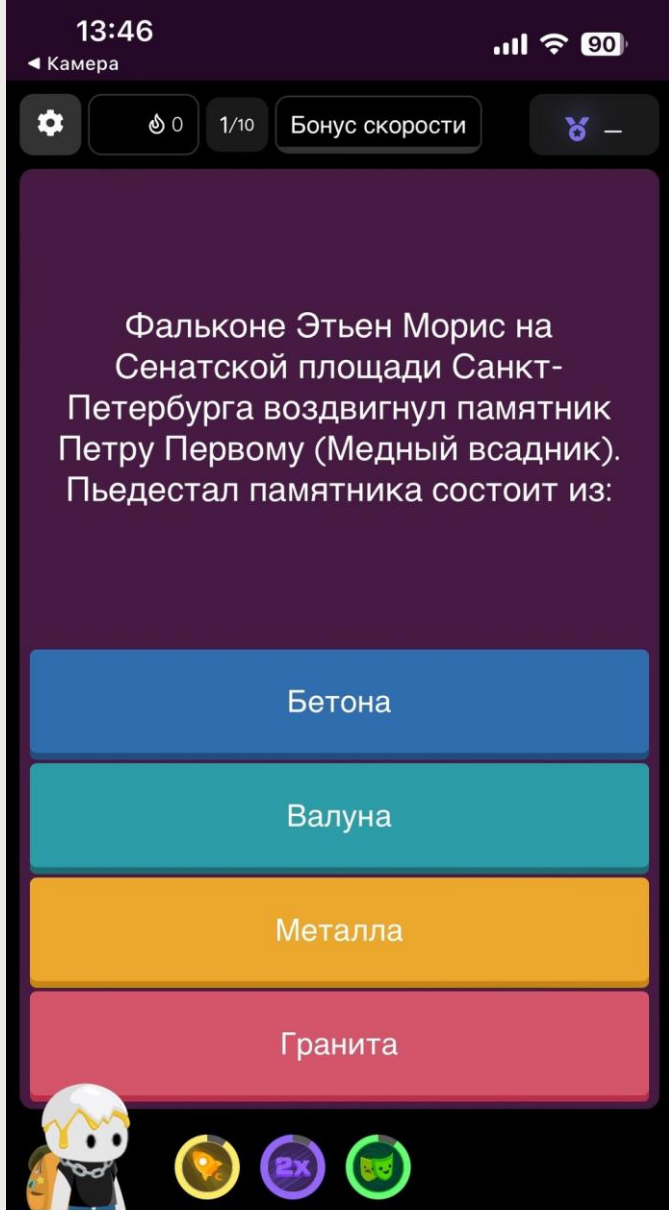 13:46
90
◀ Камера
0
1/10
Бонус скорости
–
Фальконе Этьен Морис на
Сенатской площади Санкт-
Петербурга воздвигнул памятник
Петру Первому (Медный всадник).
Пьедестал памятника состоит из:
Бетона
Валуна
Металла
Гранита
2x